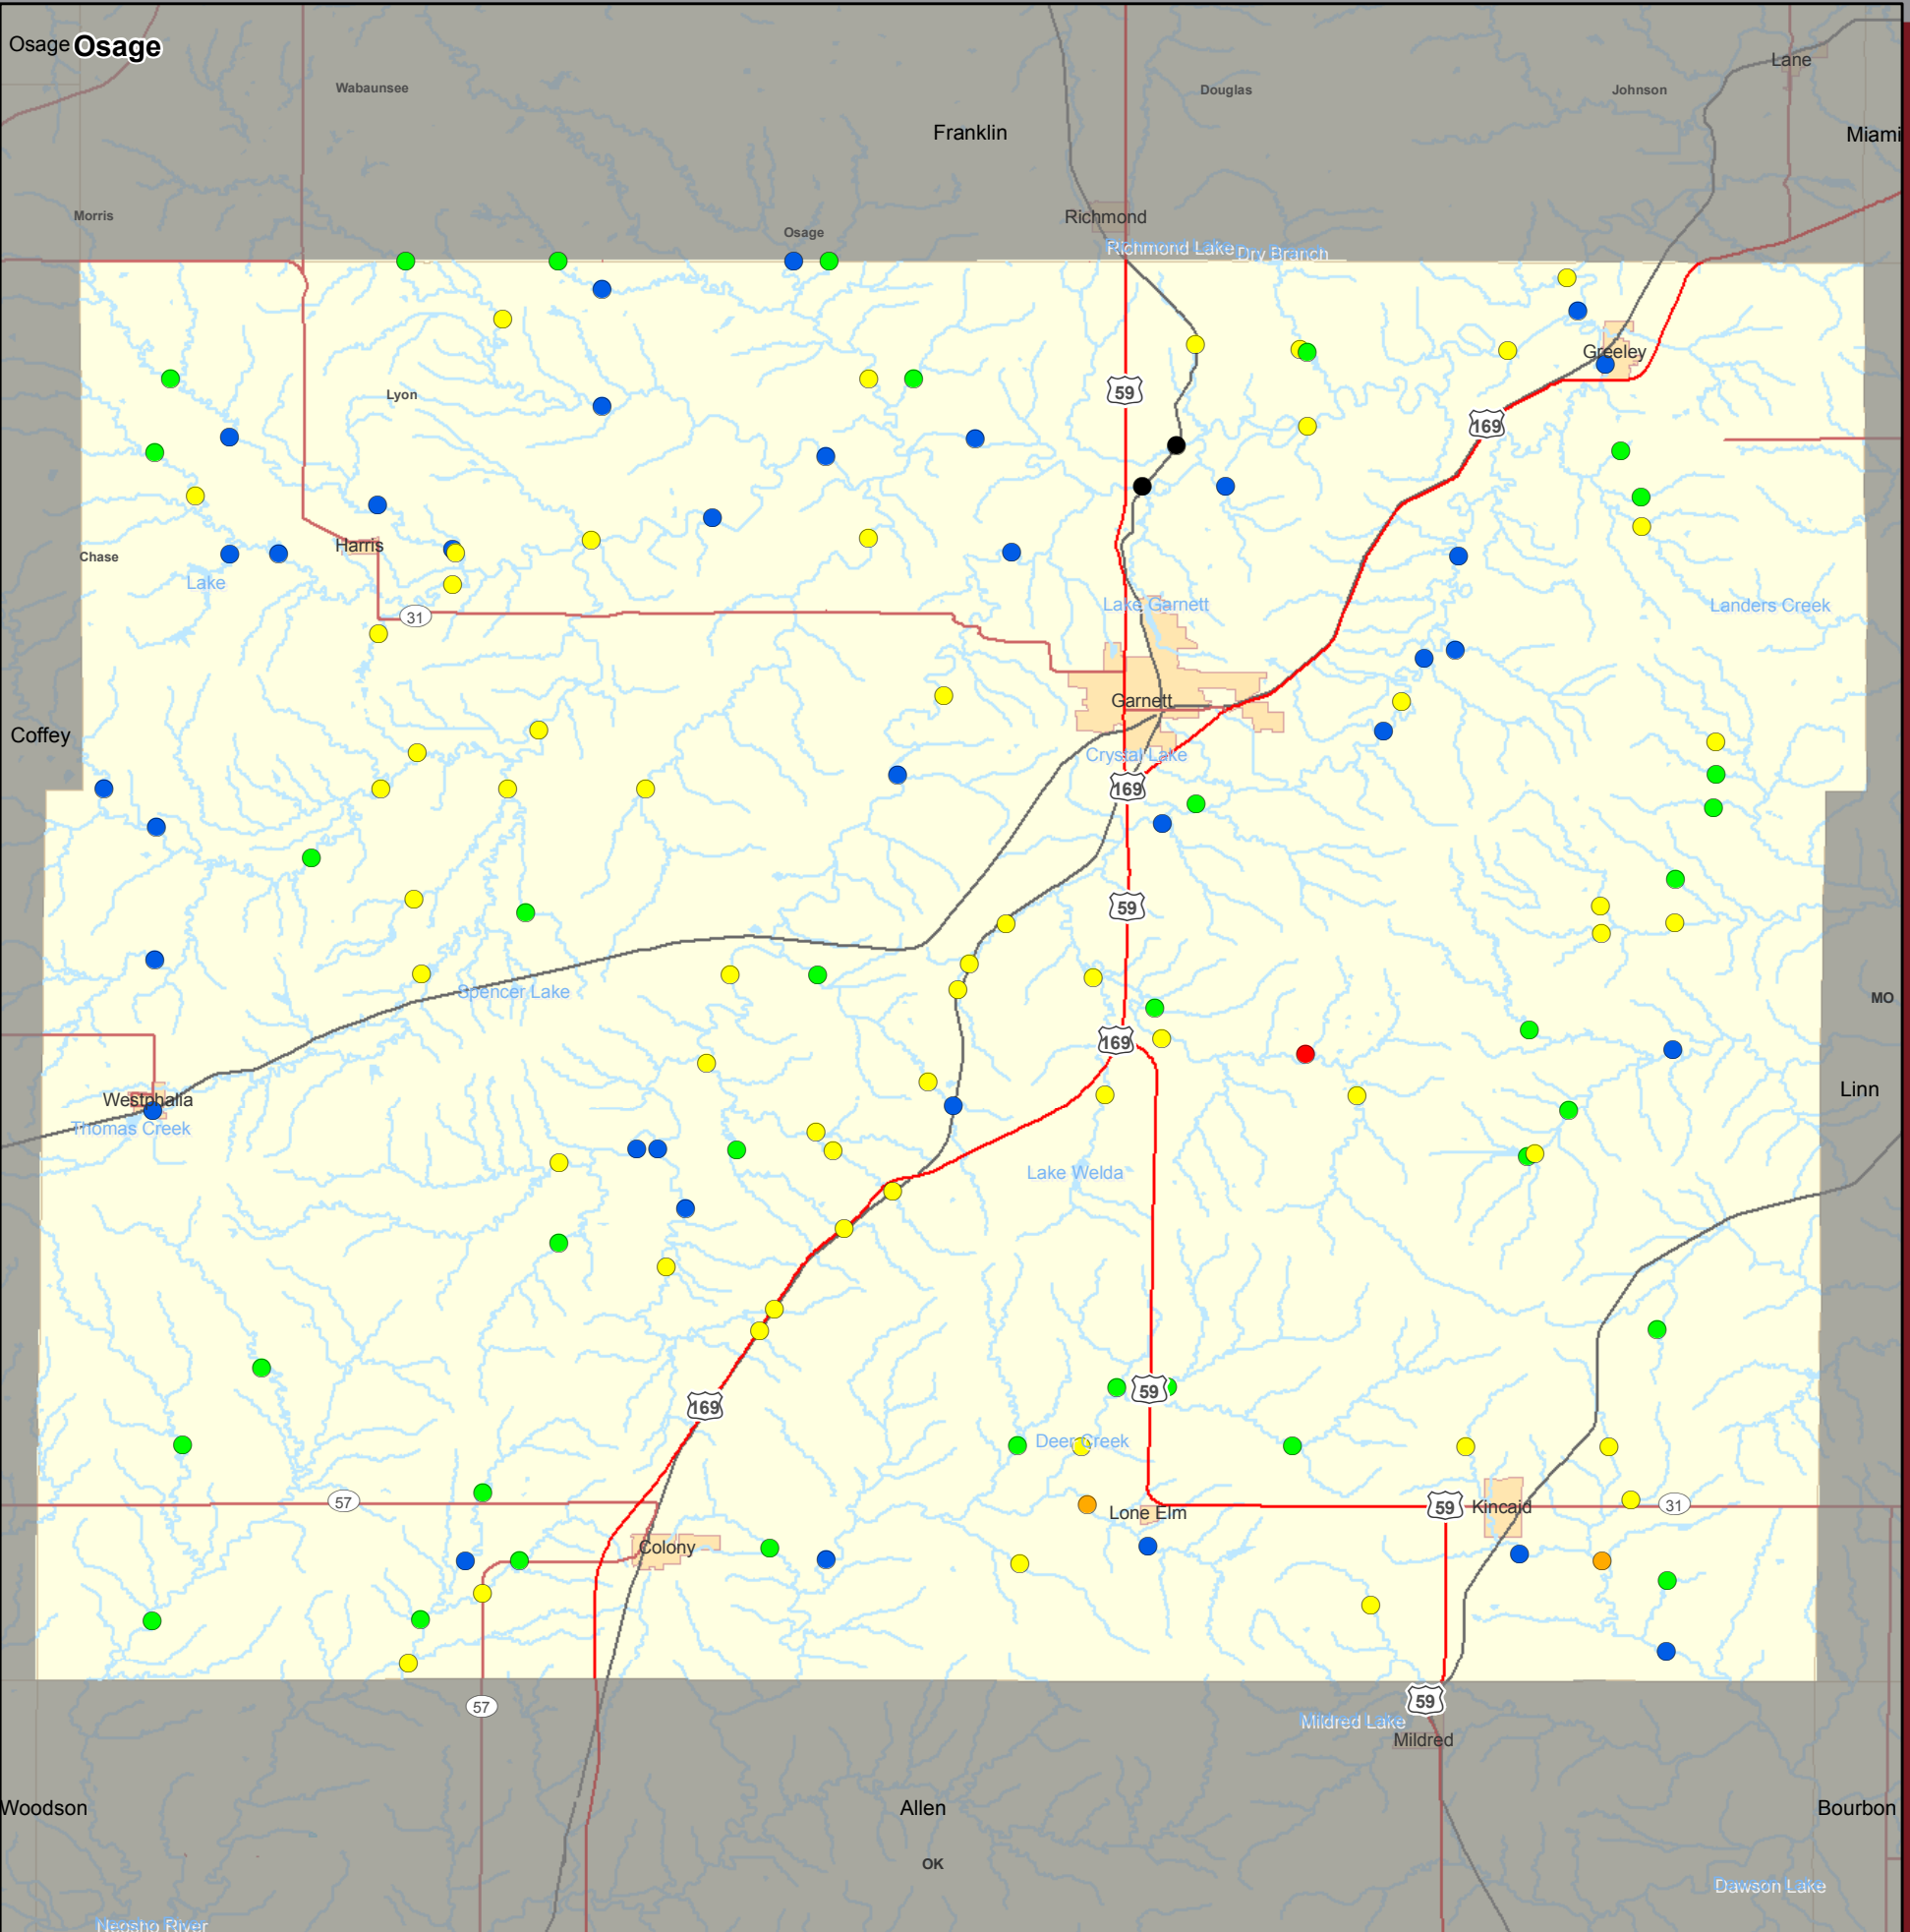 Osage Osage
Lane
Wabaunsee
Douglas
Johnson
Franklin
Miami
Morris
Richmond
Osage
Richmond Lake
Dry Branch
Greeley
59
Lyon
169
Harris
Chase
Lake
Lake Garnett
Landers Creek
31
Garnett
Coffey
Crystal Lake
169
59
Spencer Lake
MO
169
Linn
Westphalia
Thomas Creek
Lake Welda
59
169
Deer Creek
57
59
Kincaid
31
Lone Elm
Colony
59
57
Mildred Lake
Mildred
Woodson
Allen
Bourbon
OK
Dawson Lake
Neosho River